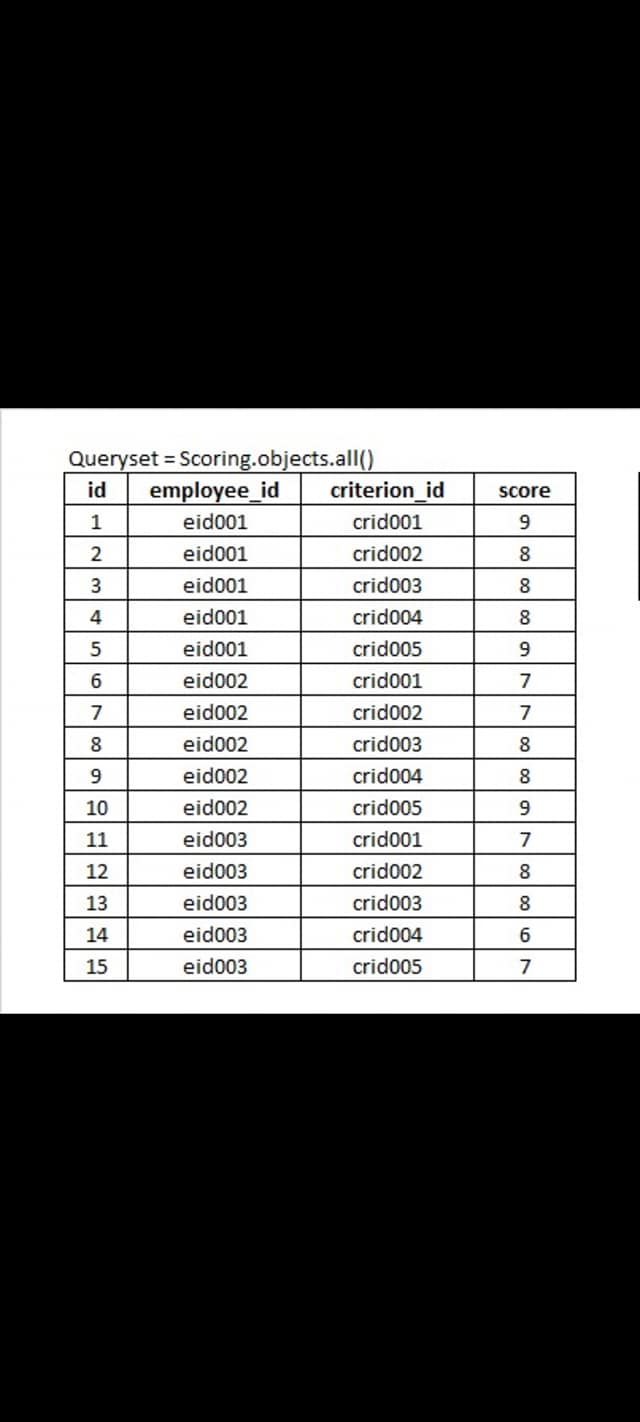 Queryset = Scoring.objects.all()
id employee_id criterion_id score
1 eid001 crid001 9
2 eid001 crid002 8
3 eid001 crid003 8
4 eid001 crid004 8
5 eid001 crid005 9
6 eid002 crid001 7
7 eid002 crid002 7
8 eid002 crid003 8
9 eid002 crid004 8
10 eid002 crid005 9
11 eid003 crid001 7
12 eid003 crid002 8
13 eid003 crid003 8
14 eid003 crid004 6
15 eid003 crid005 7